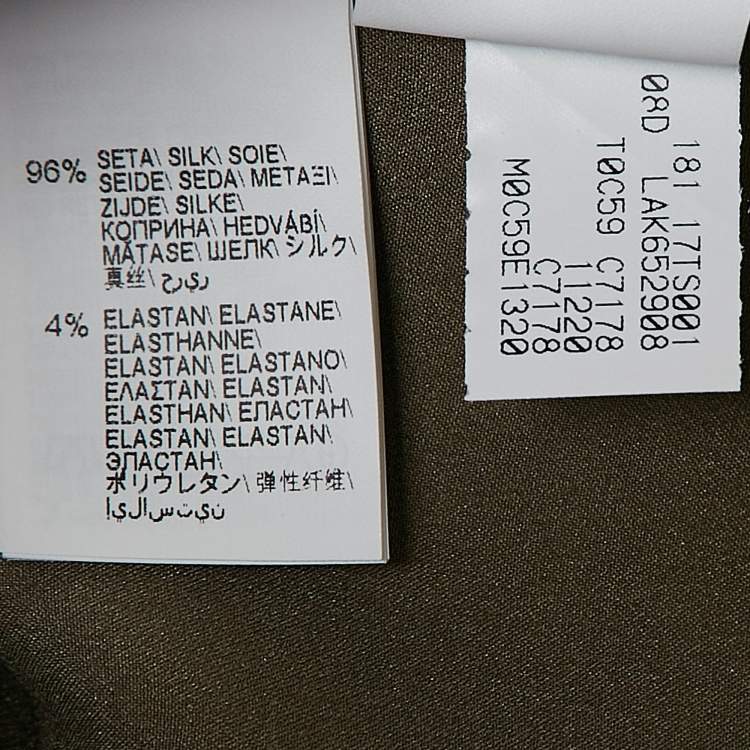 96% SETA\ SILK\ SOIE\
SEIDE\ SEDA\ ΜΕΤΑΞΙ\
ZIJDE\ SILKE\
КОПРИНА\ HEDVÁBÍ\
MĂTASE\ ШЕЛК\ シルク\
真丝\ حرير
4% ELASTAN\ ELASTANE\
ELASTHANNE\
ELASTAN\ ELASTANO\
ΕΛΑΣΤΑΝ\ ELASTAN\
ELASTHAN\ ЕЛАСТАН\
ELASTAN\ ELASTAN\
ЭЛАСТАН\
ポリウレタン\ 弹性纤维\
إيلاستين
181 17TS001
08D LAK652908
T0C59 C7178
11220
C7178
M0C59E1320